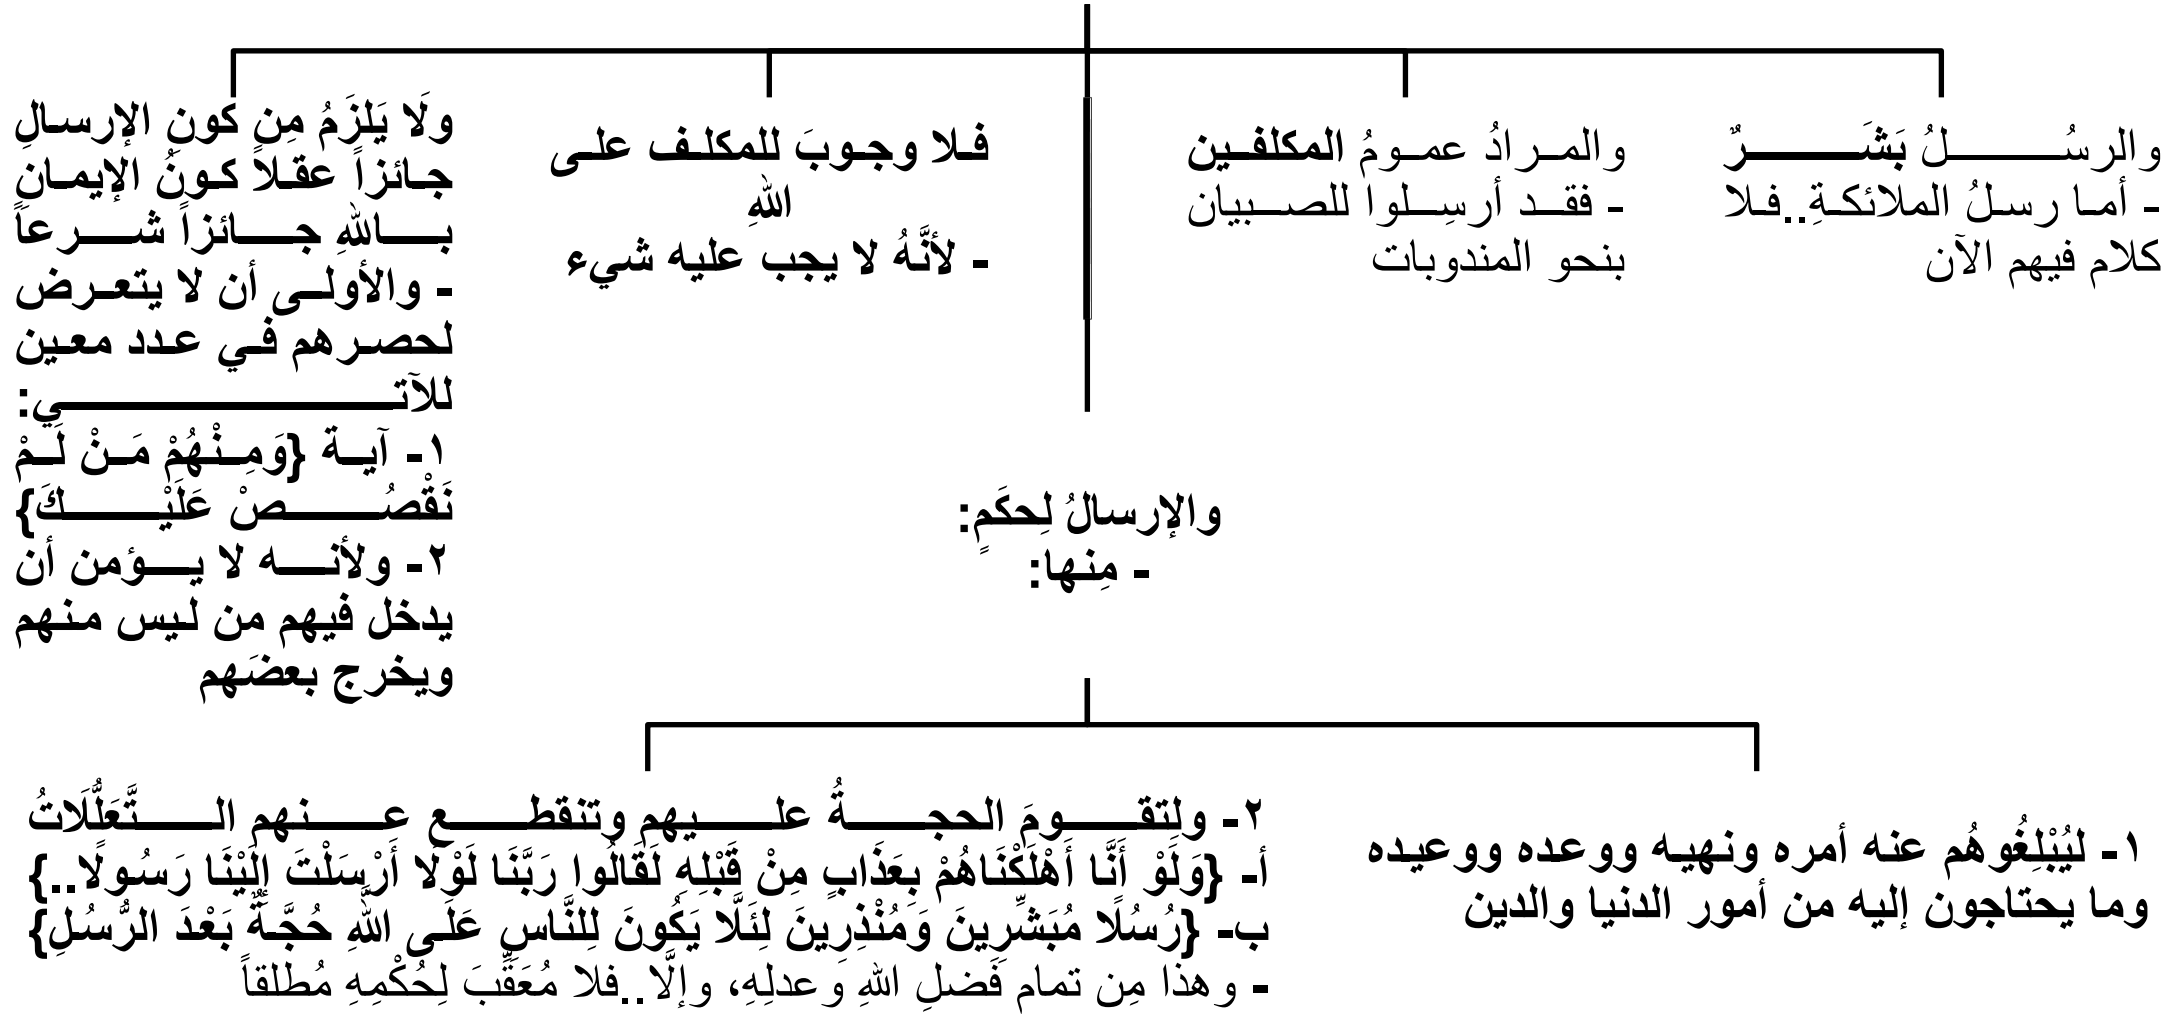 والرسُلُ بَشَرٌ
- أما رسلُ الملائكةِ..فلا
كلام فيهم الآن
والمرادُ عمومُ المكلفين
- فقد أرسِلوا للصبيان
بنحو المندوبات
فلا وجوبَ للمكلف على
اللهِ
- لأنَّهُ لا يجب عليه شيء
ولَا يَلزَمُ مِن كونِ الإرسالِ
جائزاً عقلاً كونُ الإيمانِ
باللهِ جائزاً شرعاً
- والأولى أن لا يتعرض
لحصرهم في عدد معين
للآتي:
١- آية {وَمِنْهُمْ مَنْ لَمْ
نَقْصُصْ عَلَيْكَ}
٢- ولأنه لا يؤمن أن
يدخل فيهم من ليس منهم
ويخرج بعضَهم
والإرسالُ لِحكَمٍ:
- مِنها:
١- ليُبْلِغُوهُم عنه أمره ونهيه ووعده ووعيده
وما يحتاجون إليه من أمور الدنيا والدين
٢- ولتقومَ الحجةُ عليهم وتنقطع عنهم التَّعَلُّلَاتُ
أ- {وَلَوْ أَنَّا أَهْلَكْنَاهُمْ بِعَذَابٍ مِنْ قَبْلِهِ لَقَالُوا رَبَّنَا لَوْلَا أَرْسَلْتَ إِلَيْنَا رَسُولًا..}
ب- {رُسُلًا مُبَشِّرِينَ وَمُنْذِرِينَ لِئَلَّا يَكُونَ لِلنَّاسِ عَلَى اللَّهِ حُجَّةٌ بَعْدَ الرُّسُلِ}
- وهذا مِن تمام فَضلِ اللهِ وَعدلِهِ، وإلَّا..فلا مُعَقِّبَ لِحُكْمِهِ مُطلقاً